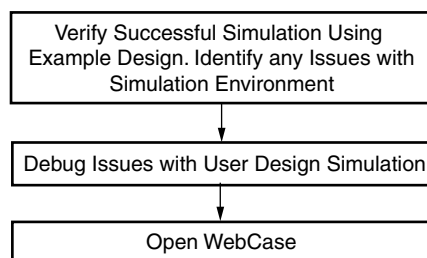 Verify Successful Simulation Using
Example Design. Identify any Issues with
Simulation Environment
Debug Issues with User Design Simulation
Open WebCase